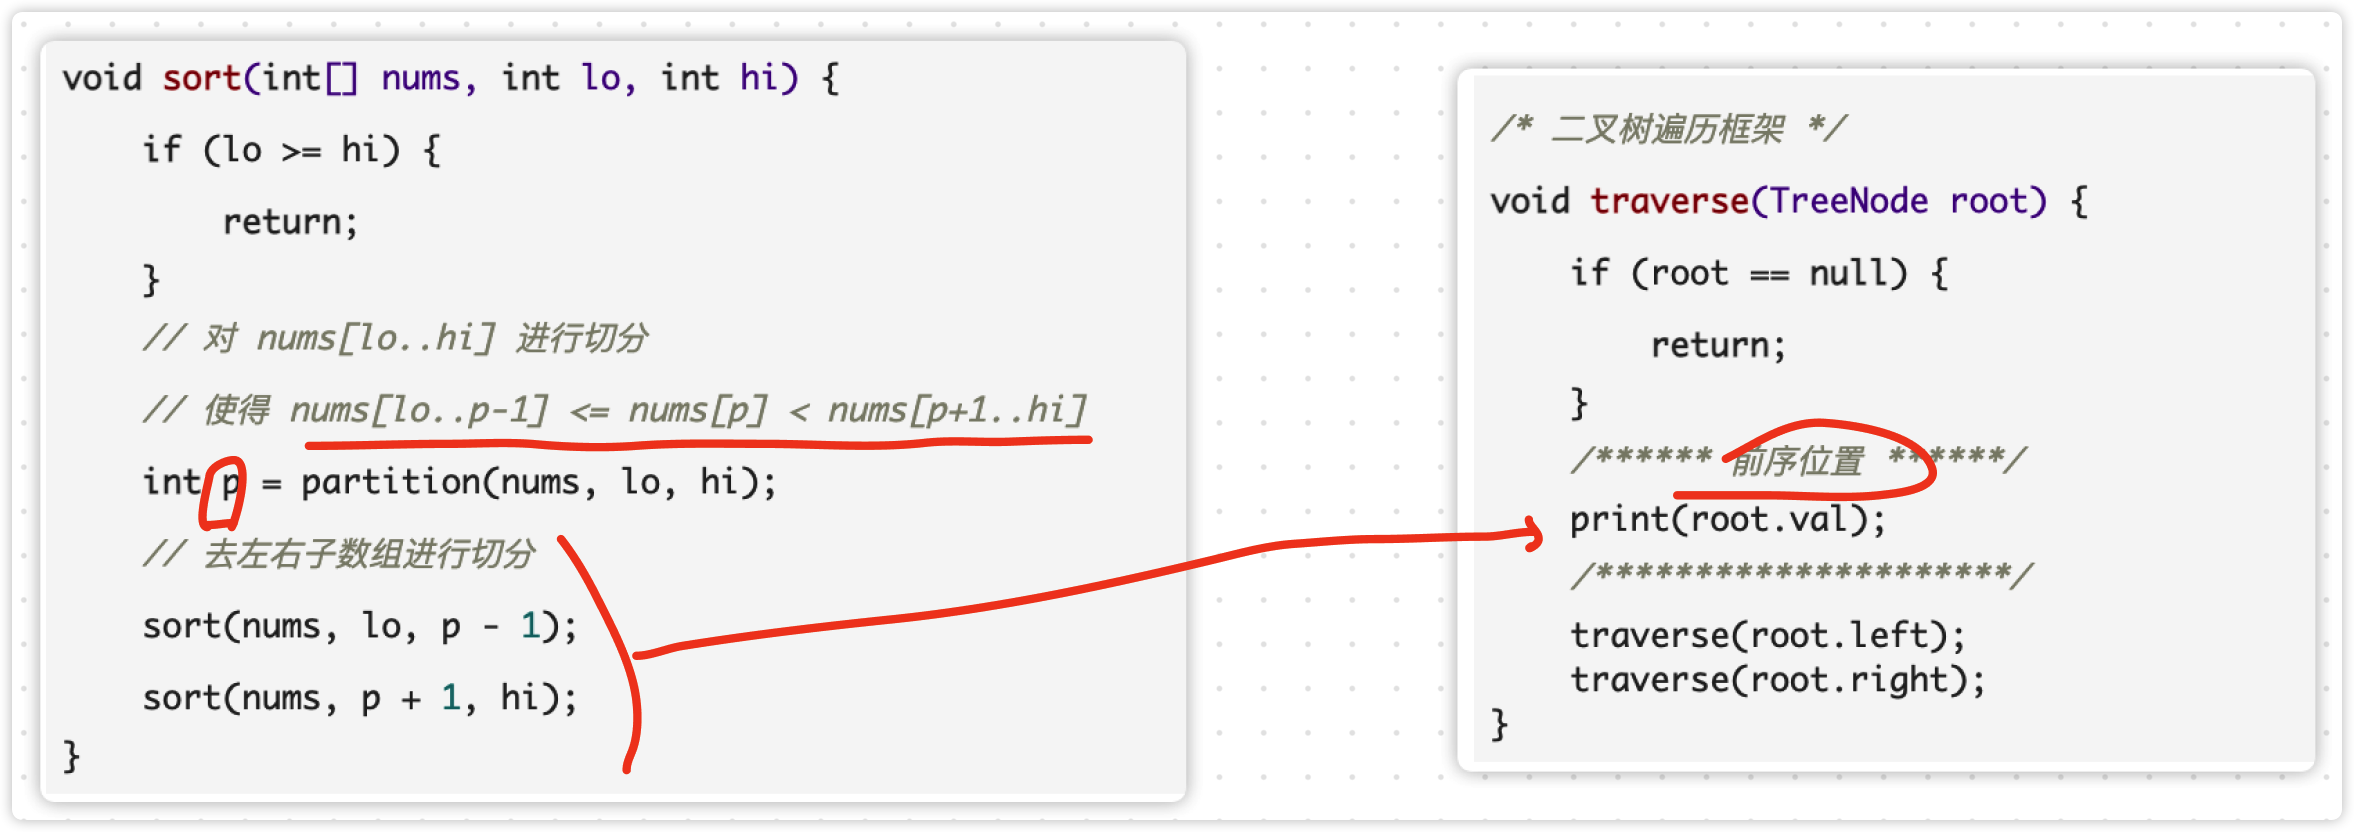 void sort(int[] nums, int lo, int hi) {
if (lo >= hi) {
return;
}
// 对 nums[lo..hi] 进行切分
// 使得 nums[lo..p-1] <= nums[p] < nums[p+1..hi]
int p = partition(nums, lo, hi);
// 去左右子数组进行切分
sort(nums, lo, p - 1);
sort(nums, p + 1, hi);
}
/* 二叉树遍历框架 */
void traverse(TreeNode root) {
if (root == null) {
return;
}
/****** 前序位置 ******/
print(root.val);
/*********************/
traverse(root.left);
traverse(root.right);
}